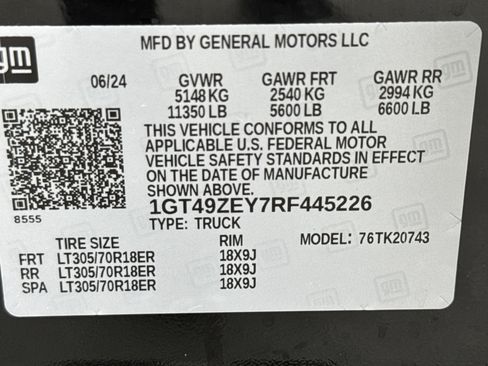 gm
MFD BY GENERAL MOTORS LLC
06/24 GVWR GAWR FRT GAWR RR
5148 KG 2540 KG 2994 KG
11350 LB 5600 LB 6600 LB
THIS VEHICLE CONFORMS TO ALL
APPLICABLE U.S. FEDERAL MOTOR
VEHICLE SAFETY STANDARDS IN EFFECT
ON THE DATE OF MANUFACTURE
SHOWN ABOVE.
8555
1GT49ZEY7RF445226
TYPE: TRUCK MODEL: 76TK20743
TIRE SIZE RIM
FRT LT305/70R18ER 18X9J
RR LT305/70R18ER 18X9J
SPA LT305/70R18ER 18X9J